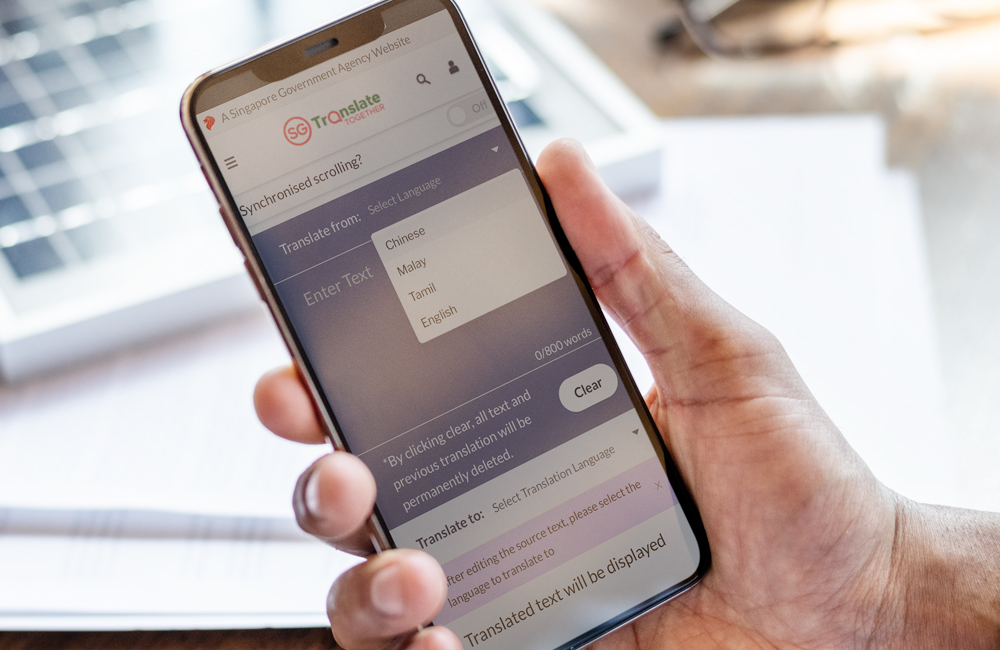 A Singapore Government Agency Website
SG Translate
TOGETHER
Off
Synchronised scrolling?
Translate from: Select Language
Chinese
Malay
Tamil
English
Enter Text
0/800 words
*By clicking clear, all text and
previous translation will be
permanently deleted.
Clear
Translate to: Select Translation Language
fter editing the source text, please select the
language to translate to
Translated text will be displayed